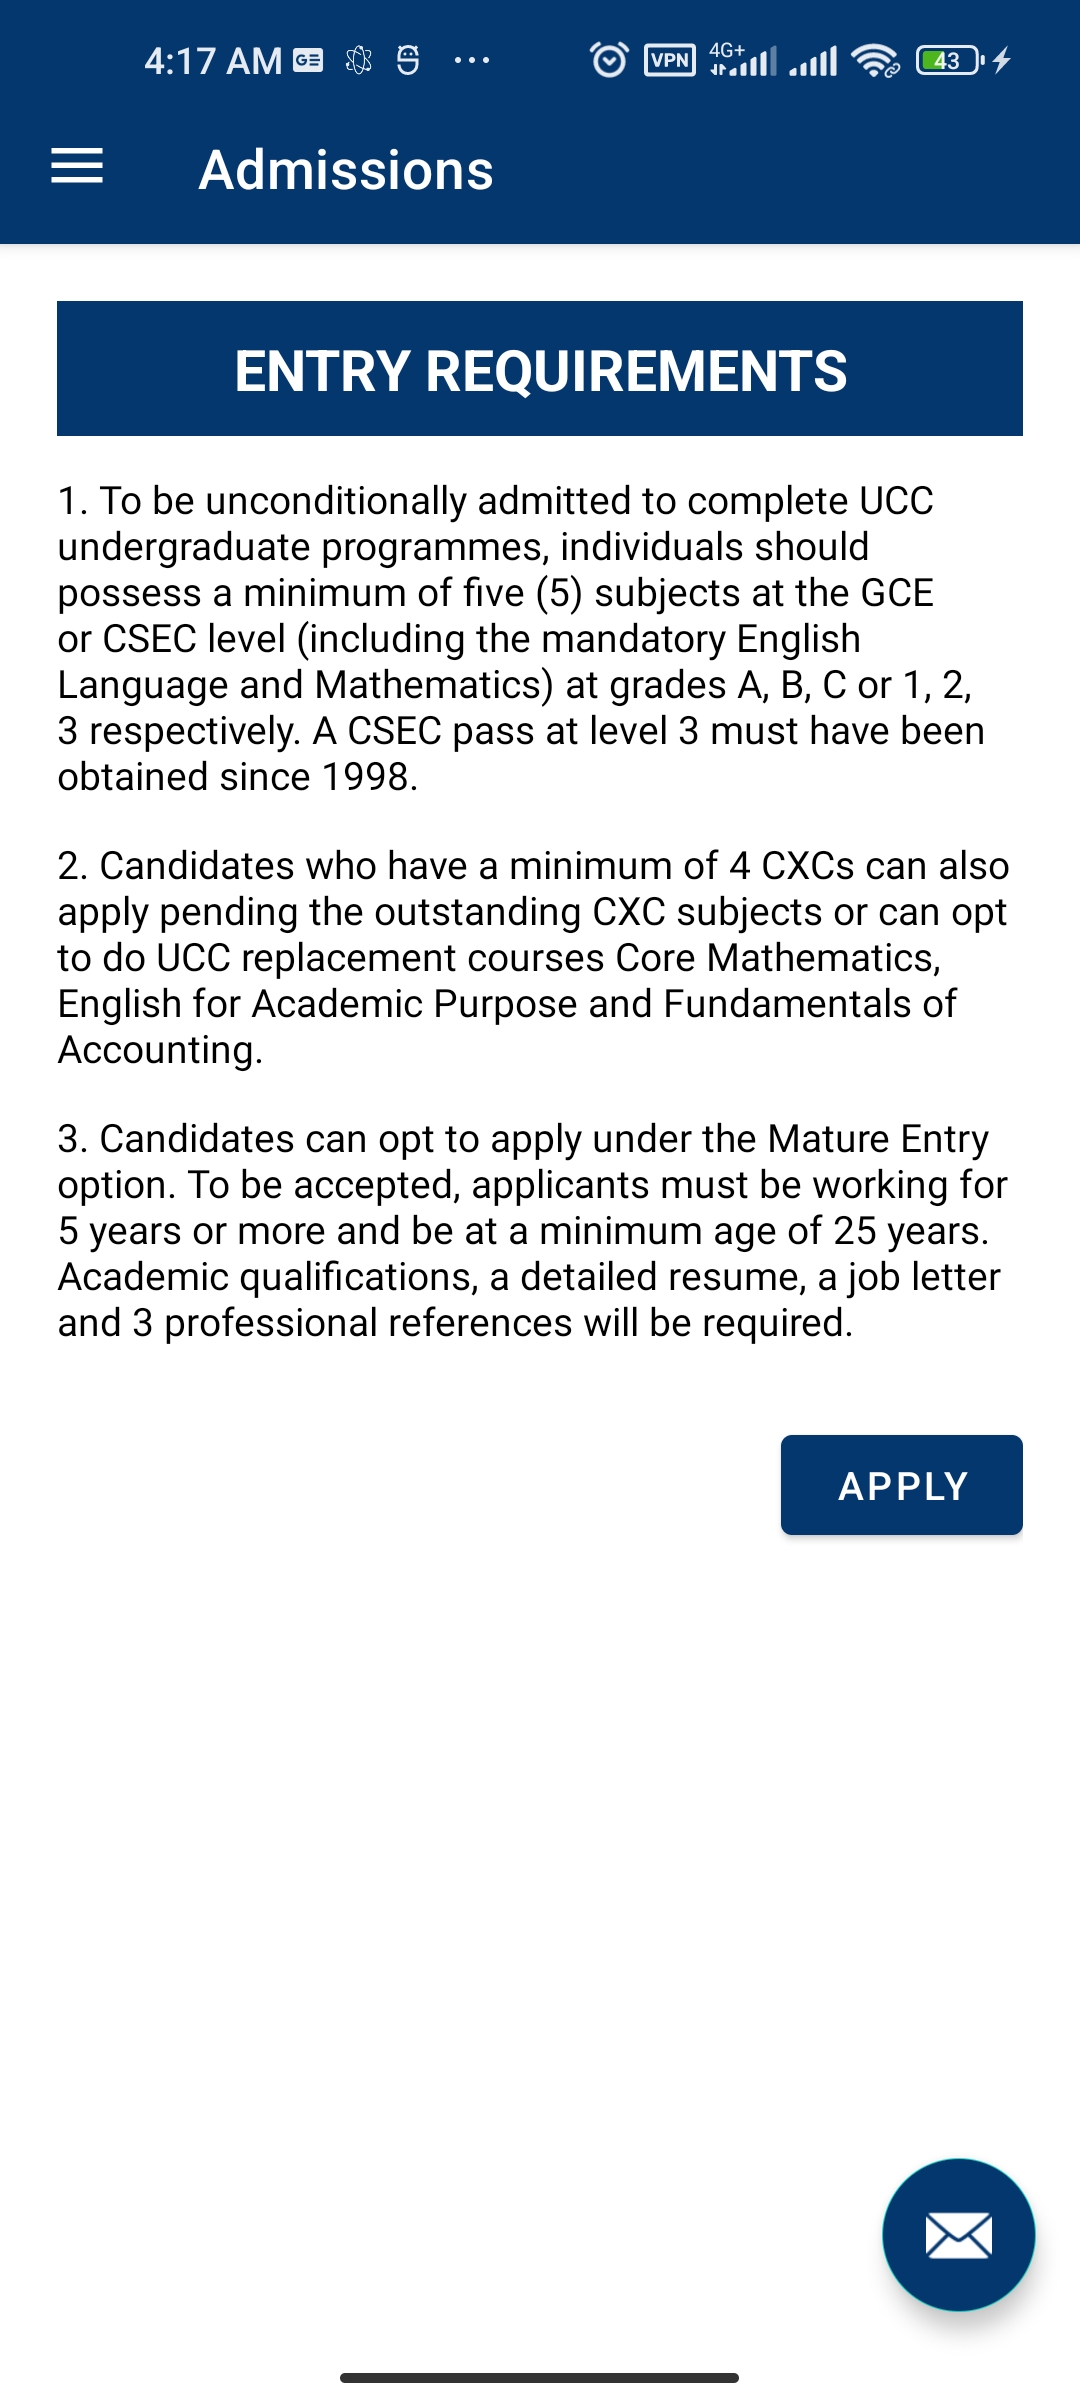 4:17 AM GE
VPN 4G+ 43
Admissions
ENTRY REQUIREMENTS
1. To be unconditionally admitted to complete UCC
undergraduate programmes, individuals should
possess a minimum of five (5) subjects at the GCE
or CSEC level (including the mandatory English
Language and Mathematics) at grades A, B, C or 1, 2,
3 respectively. A CSEC pass at level 3 must have been
obtained since 1998.
2. Candidates who have a minimum of 4 CXCs can also
apply pending the outstanding CXC subjects or can opt
to do UCC replacement courses Core Mathematics,
English for Academic Purpose and Fundamentals of
Accounting.
3. Candidates can opt to apply under the Mature Entry
option. To be accepted, applicants must be working for
5 years or more and be at a minimum age of 25 years.
Academic qualifications, a detailed resume, a job letter
and 3 professional references will be required.
APPLY